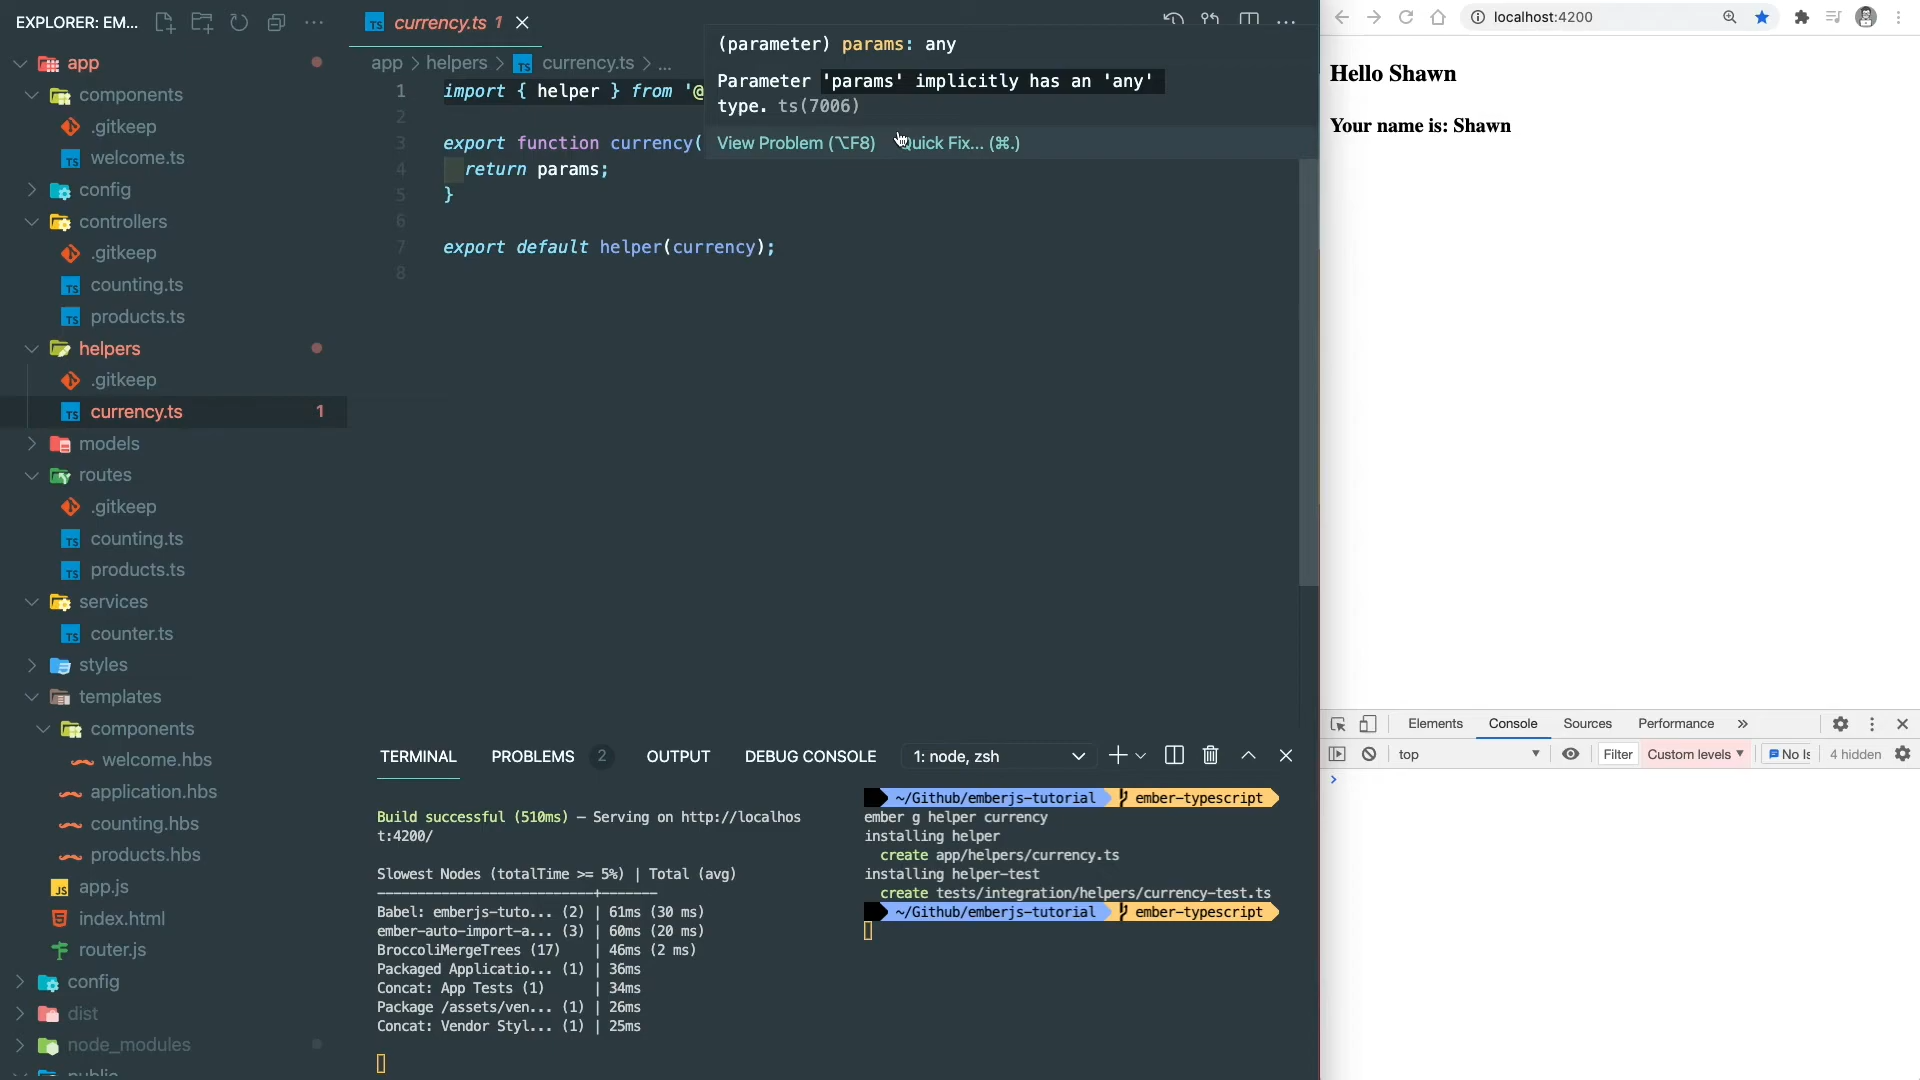 EXPLORER: EM...
app
components
.gitkeep
welcome.ts
config
controllers
.gitkeep
counting.ts
products.ts
helpers
.gitkeep
currency.ts 1
models
routes
.gitkeep
counting.ts
products.ts
services
counter.ts
styles
templates
components
welcome.hbs
application.hbs
counting.hbs
products.hbs
app.js
index.html
router.js
config
dist
node_modules
public
currency.ts 1
app > helpers > currency.ts > ...
1 import { helper } from '@
2
3 export function currency(
4 return params;
5 }
6
7 export default helper(currency);
8
(parameter) params: any
Parameter 'params' implicitly has an 'any'
type. ts(7006)
View Problem (⌥F8) Quick Fix... (⌘.)
TERMINAL PROBLEMS 2 OUTPUT DEBUG CONSOLE 1: node, zsh
Build successful (510ms) – Serving on http://localhos
t:4200/
Slowest Nodes (totalTime >= 5%) | Total (avg)
----------------------------+-------
Babel: emberjs-tuto... (2) | 61ms (30 ms)
ember-auto-import-a... (3) | 60ms (20 ms)
BroccoliMergeTrees (17) | 46ms (2 ms)
Packaged Applicatio... (1) | 36ms
Concat: App Tests (1) | 34ms
Package /assets/ven... (1) | 26ms
Concat: Vendor Styl... (1) | 25ms
~/Github/emberjs-tutorial ember-typescript
ember g helper currency
installing helper
create app/helpers/currency.ts
installing helper-test
create tests/integration/helpers/currency-test.ts
~/Github/emberjs-tutorial ember-typescript
localhost:4200
Hello Shawn
Your name is: Shawn
Elements Console Sources Performance »
top Filter Custom levels No Is 4 hidden